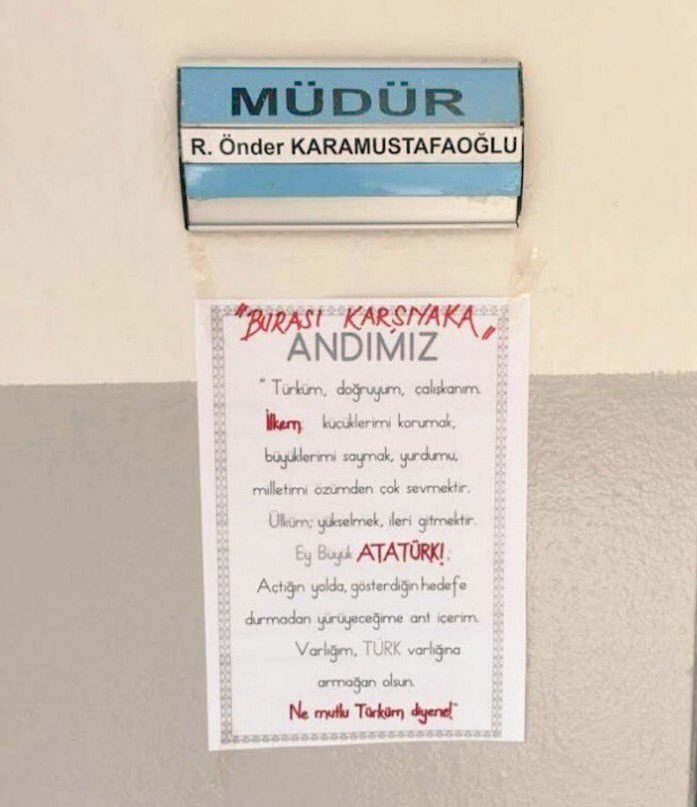 MÜDÜR
R. Önder KARAMUSTAFAOĞLU
"BURASI KARŞIYAKA"
ANDIMIZ
" Türküm, doğruyum, çalışkanım.
İlkem; küçüklerimi korumak,
büyüklerimi saymak, yurdumu,
milletimi özümden çok sevmektir.
Ülküm; yükselmek, ileri gitmektir.
Ey Büyük ATATÜRK!;
Açtığın yolda, gösterdiğin hedefe
durmadan yürüyeceğime ant içerim.
Varlığım, TÜRK varlığına
armağan olsun.
Ne mutlu Türküm diyene!"